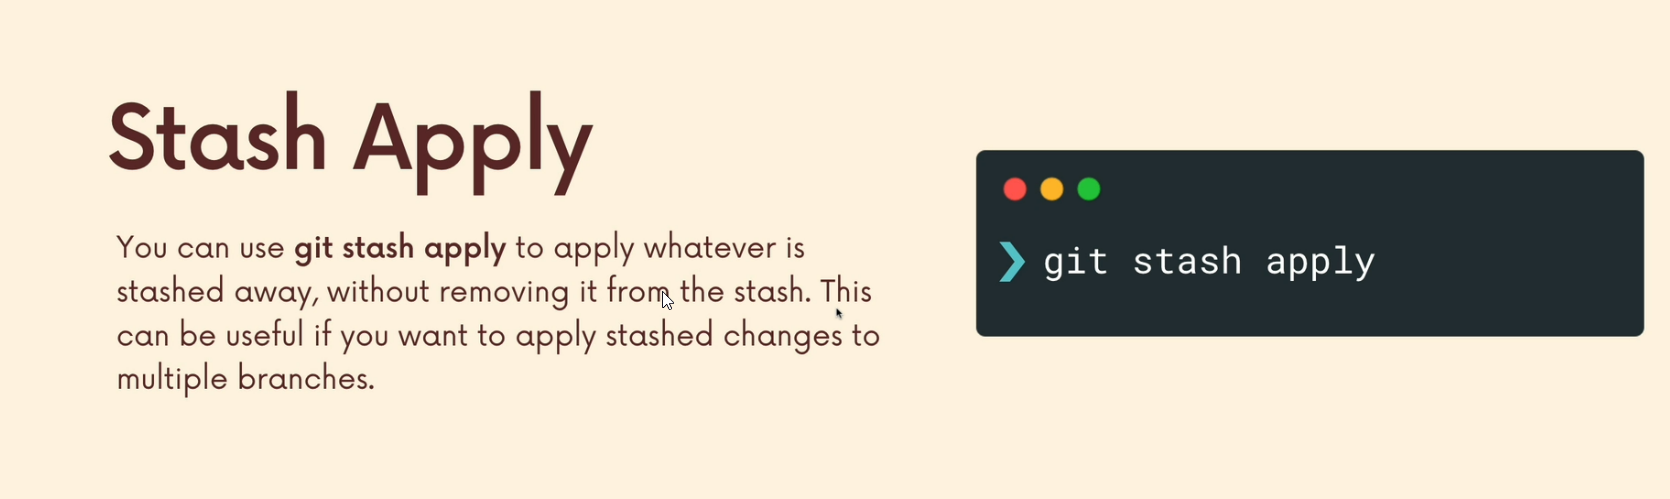 Stash Apply
You can use git stash apply to apply whatever is
stashed away, without removing it from the stash. This
can be useful if you want to apply stashed changes to
multiple branches.
❯ git stash apply